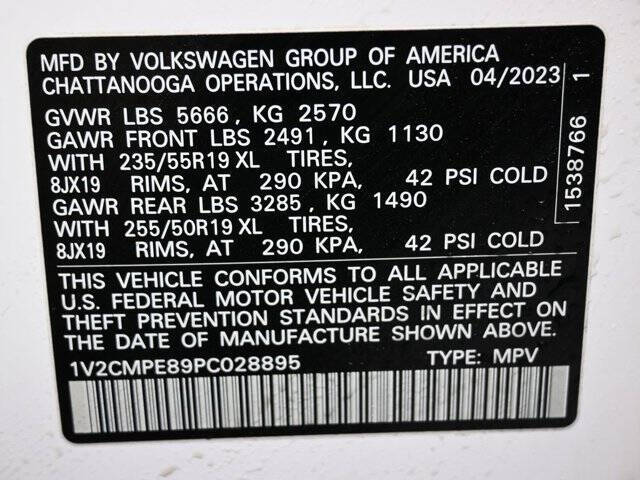 MFD BY VOLKSWAGEN GROUP OF AMERICA
CHATTANOOGA OPERATIONS, LLC. USA 04/2023
GVWR LBS 5666, KG 2570
GAWR FRONT LBS 2491, KG 1130
WITH 235/55R19 XL TIRES,
8JX19 RIMS, AT 290 KPA, 42 PSI COLD
GAWR REAR LBS 3285, KG 1490
WITH 255/50R19 XL TIRES,
8JX19 RIMS, AT 290 KPA, 42 PSI COLD
THIS VEHICLE CONFORMS TO ALL APPLICABLE
U.S. FEDERAL MOTOR VEHICLE SAFETY AND
THEFT PREVENTION STANDARDS IN EFFECT ON
THE DATE OF MANUFACTURE SHOWN ABOVE.
1V2CMPE89PC028895 TYPE: MPV
1538766 1